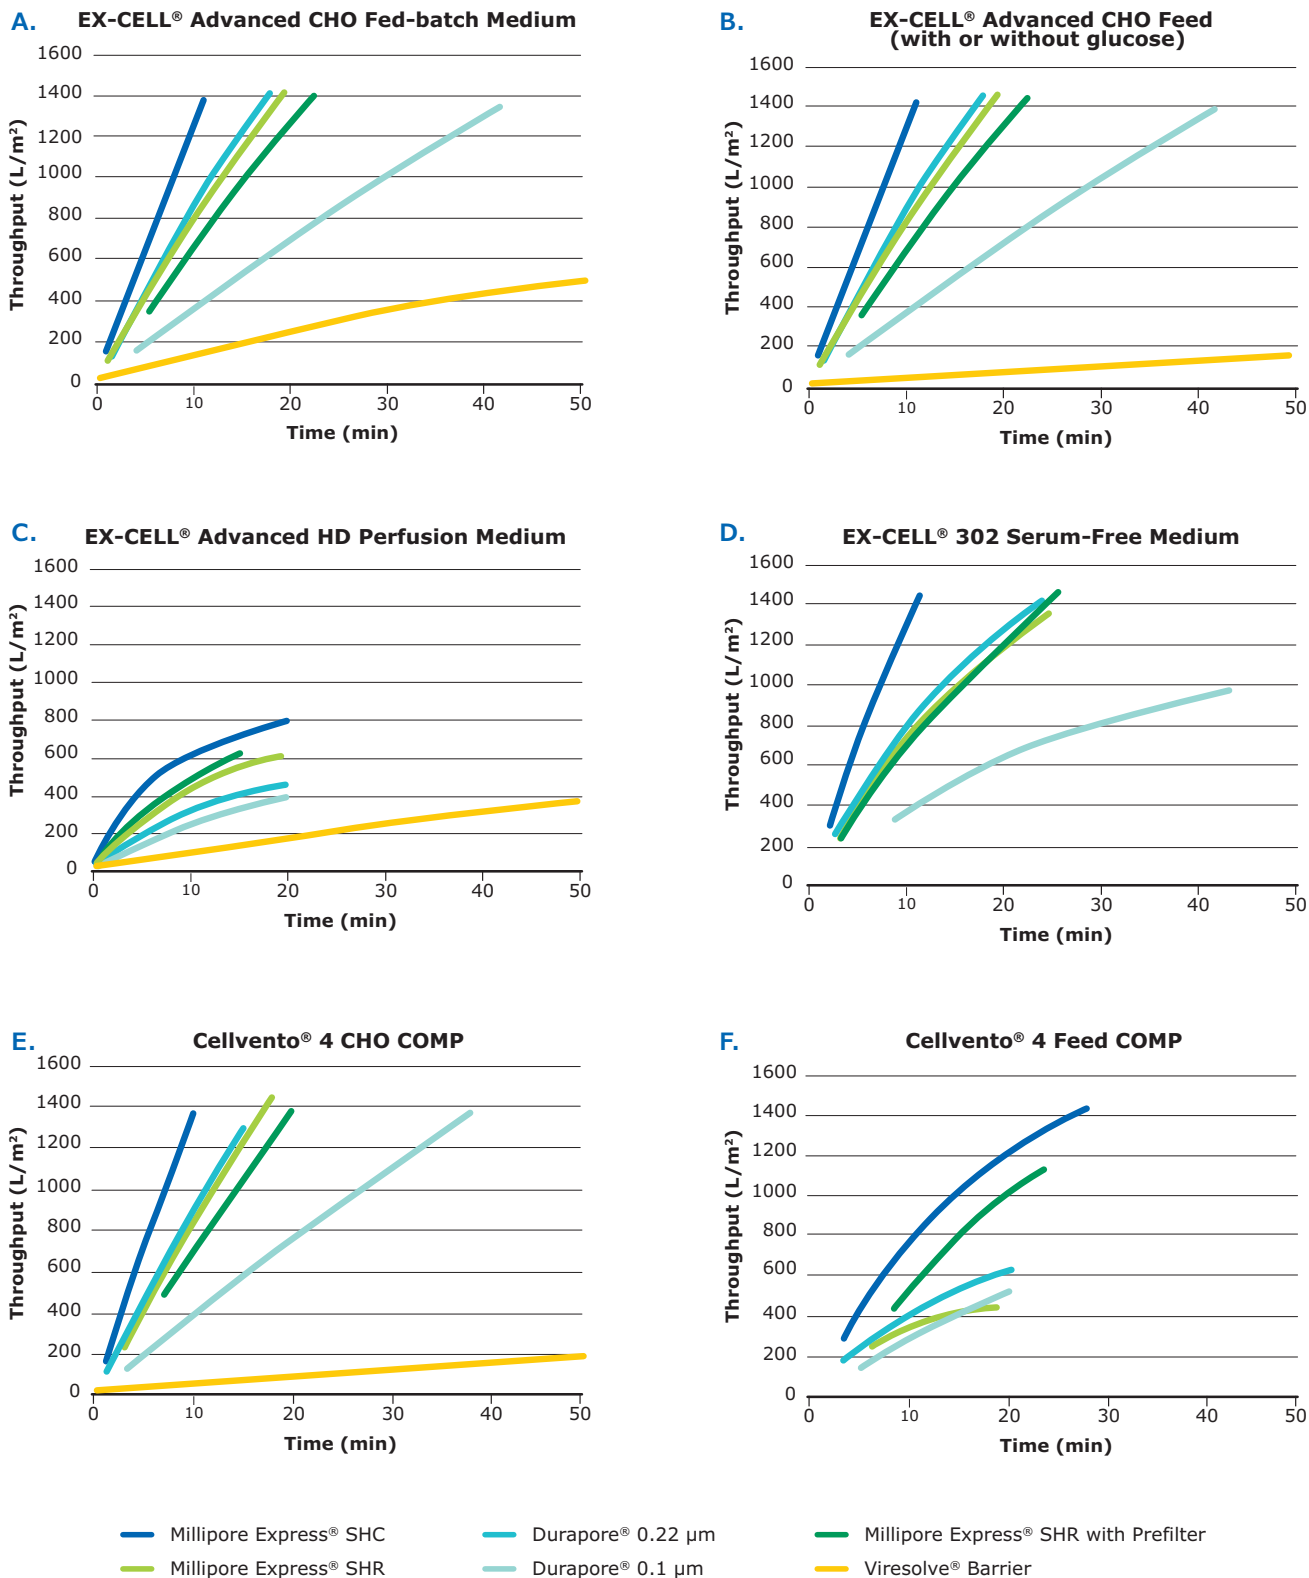 A.
EX-CELL® Advanced CHO Fed-batch Medium
Throughput (L/m²)
1600
1400
1200
1000
800
600
400
200
0
0 10 20 30 40 50
Time (min)
B.
EX-CELL® Advanced CHO Feed
(with or without glucose)
Throughput (L/m²)
1600
1400
1200
1000
800
600
400
200
0
0 10 20 30 40 50
Time (min)
C.
EX-CELL® Advanced HD Perfusion Medium
Throughput (L/m²)
1600
1400
1200
1000
800
600
400
200
0
0 10 20 30 40 50
Time (min)
D.
EX-CELL® 302 Serum-Free Medium
Throughput (L/m²)
1600
1400
1200
1000
800
600
400
200
0
0 10 20 30 40 50
Time (min)
E.
Cellvento® 4 CHO COMP
Throughput (L/m²)
1600
1400
1200
1000
800
600
400
200
0
0 10 20 30 40 50
Time (min)
F.
Cellvento® 4 Feed COMP
Throughput (L/m²)
1600
1400
1200
1000
800
600
400
200
0
0 10 20 30 40 50
Time (min)
Millipore Express® SHC
Durapore® 0.22 µm
Millipore Express® SHR with Prefilter
Millipore Express® SHR
Durapore® 0.1 µm
Viresolve® Barrier